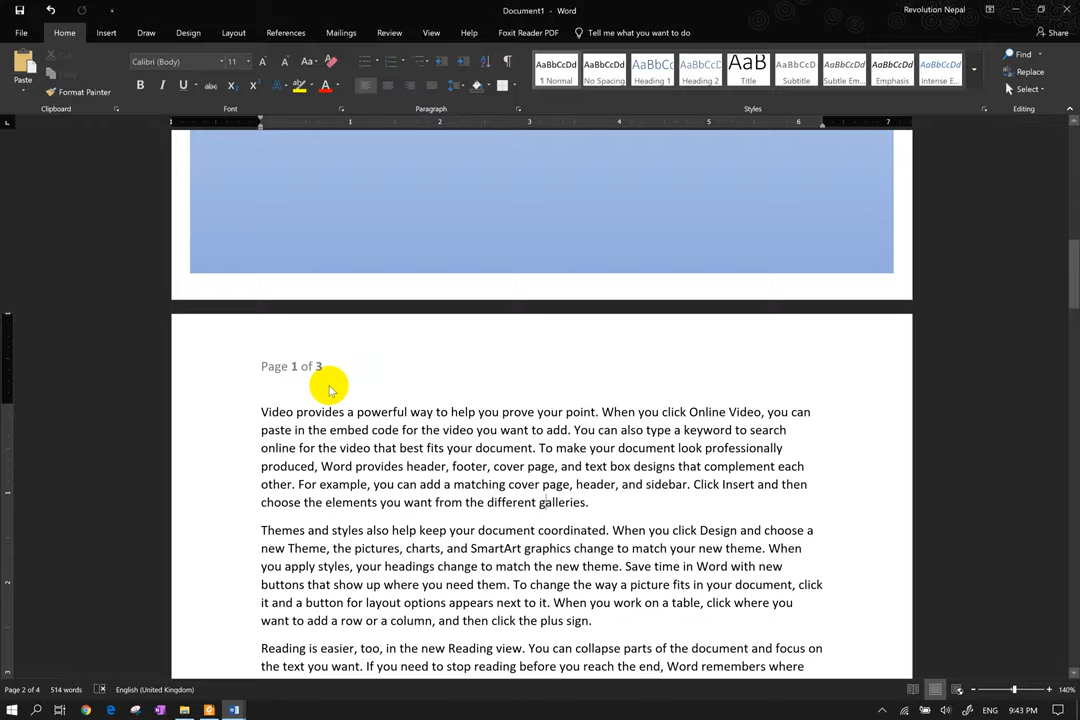 Document1 - Word
Revolution Nepal
File Home Insert Draw Design Layout References Mailings Review View Help Foxit Reader PDF Tell me what you want to do Share
Paste
Cut
Copy
Format Painter
Calibri (Body) 11
AaBbCcDd AaBbCcDd AaBbCc AaBbCcD AaB AaBbCcD AaBbCcDd AaBbCcDd AaBbCcDd
¶ Normal No Spacing Heading 1 Heading 2 Title Subtitle Subtle Em... Emphasis Intense E...
Find
Replace
Select
Clipboard Font Paragraph Styles Editing
1 1 2 3 4 5 6 7
Page 1 of 3
Video provides a powerful way to help you prove your point. When you click Online Video, you can
paste in the embed code for the video you want to add. You can also type a keyword to search
online for the video that best fits your document. To make your document look professionally
produced, Word provides header, footer, cover page, and text box designs that complement each
other. For example, you can add a matching cover page, header, and sidebar. Click Insert and then
choose the elements you want from the different galleries.
Themes and styles also help keep your document coordinated. When you click Design and choose a
new Theme, the pictures, charts, and SmartArt graphics change to match your new theme. When
you apply styles, your headings change to match the new theme. Save time in Word with new
buttons that show up where you need them. To change the way a picture fits in your document, click
it and a button for layout options appears next to it. When you work on a table, click where you
want to add a row or a column, and then click the plus sign.
Reading is easier, too, in the new Reading view. You can collapse parts of the document and focus on
the text you want. If you need to stop reading before you reach the end, Word remembers where
Page 2 of 4 514 words English (United Kingdom) 140%
ENG 9:43 PM